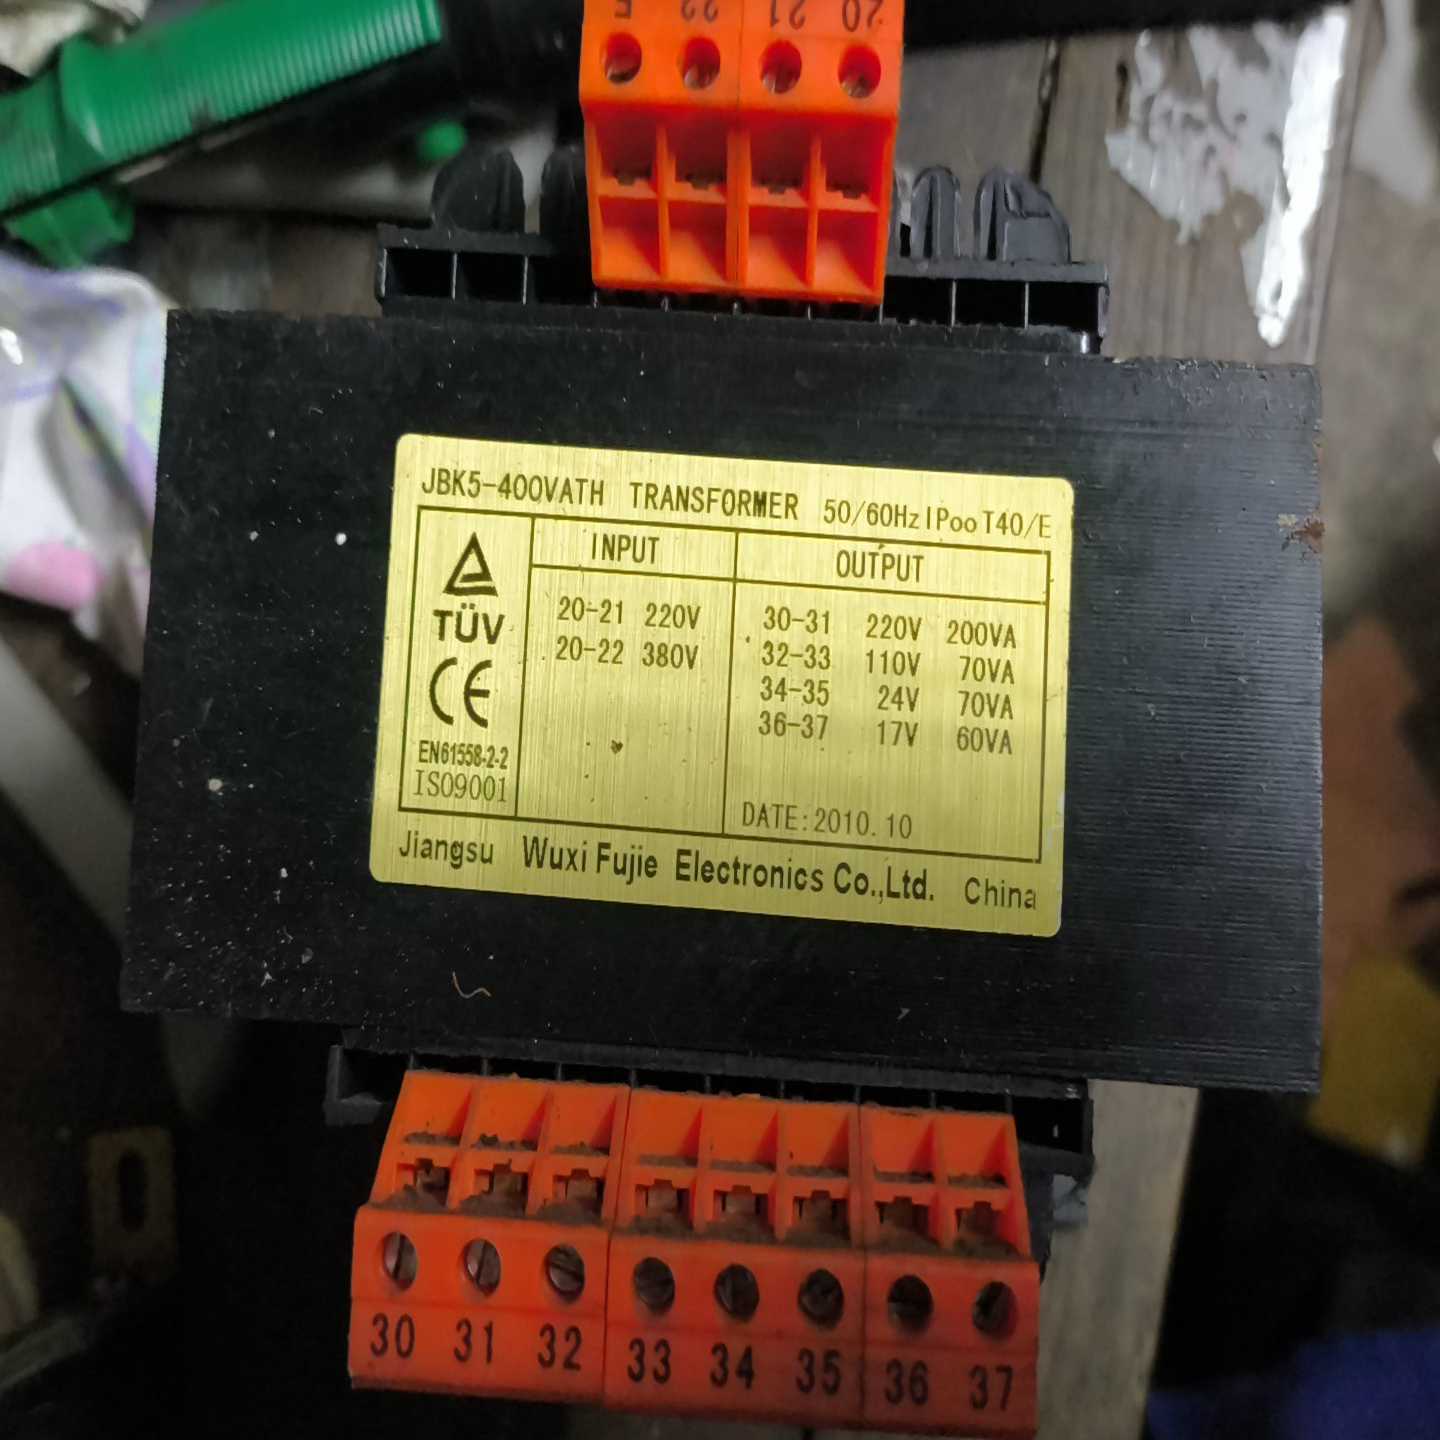 E 22 21 20
JBK5-400VATH TRANSFORMER 50/60Hz IPoo T40/E
INPUT OUTPUT
TÜV
CE
EN61558-2-2
ISO9001
20-21 220V
20-22 380V
30-31 220V 200VA
32-33 110V 70VA
34-35 24V 70VA
36-37 17V 60VA
DATE:2010.10
Jiangsu Wuxi Fujie Electronics Co.,Ltd. China
30 31 32 33 34 35 36 37